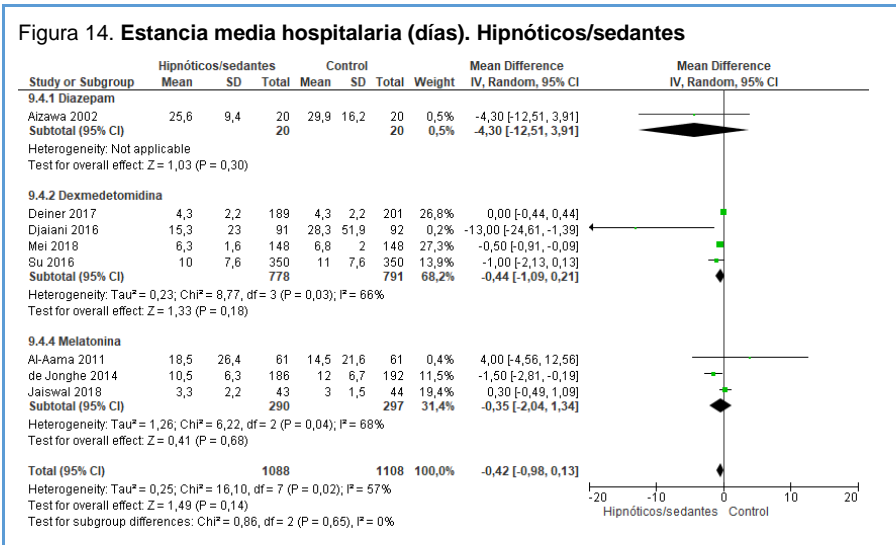 Figura 14. Estancia media hospitalaria (días). Hipnóticos/sedantes
Hipnóticos/sedantes Control Mean Difference Mean Difference
Study or Subgroup Mean SD Total Mean SD Total Weight IV, Random, 95% CI IV, Random, 95% CI
9.4.1 Diazepam
Aizawa 2002 25,6 9,4 20 29,9 16,2 20 0,5% -4,30 [-12,51, 3,91]
Subtotal (95% CI) 20 20 0,5% -4,30 [-12,51, 3,91]
Heterogeneity: Not applicable
Test for overall effect: Z = 1,03 (P = 0,30)
9.4.2 Dexmedetomidina
Deiner 2017 4,3 2,2 189 4,3 2,2 201 26,8% 0,00 [-0,44, 0,44]
Djaiani 2016 15,3 23 91 28,3 51,9 92 0,2% -13,00 [-24,61, -1,39]
Mei 2018 6,3 1,6 148 6,8 2 148 27,3% -0,50 [-0,91, -0,09]
Su 2016 10 7,6 350 11 7,6 350 13,9% -1,00 [-2,13, 0,13]
Subtotal (95% CI) 778 791 68,2% -0,44 [-1,09, 0,21]
Heterogeneity: Tau² = 0,23; Chi² = 8,77, df = 3 (P = 0,03); I² = 66%
Test for overall effect: Z = 1,33 (P = 0,18)
9.4.4 Melatonina
Al-Aama 2011 18,5 26,4 61 14,5 21,6 61 0,4% 4,00 [-4,56, 12,56]
de Jonghe 2014 10,5 6,3 186 12 6,7 192 11,5% -1,50 [-2,81, -0,19]
Jaiswal 2018 3,3 2,2 43 3 1,5 44 19,4% 0,30 [-0,49, 1,09]
Subtotal (95% CI) 290 297 31,4% -0,35 [-2,04, 1,34]
Heterogeneity: Tau² = 1,26; Chi² = 6,22, df = 2 (P = 0,04); I² = 68%
Test for overall effect: Z = 0,41 (P = 0,68)
Total (95% CI) 1088 1108 100,0% -0,42 [-0,98, 0,13]
Heterogeneity: Tau² = 0,25; Chi² = 16,10, df = 7 (P = 0,02); I² = 57%
Test for overall effect: Z = 1,49 (P = 0,14)
Test for subgroup differences: Chi² = 0,86, df = 2 (P = 0,65), I² = 0%
-20 -10 0 10 20
Hipnóticos/sedantes Control